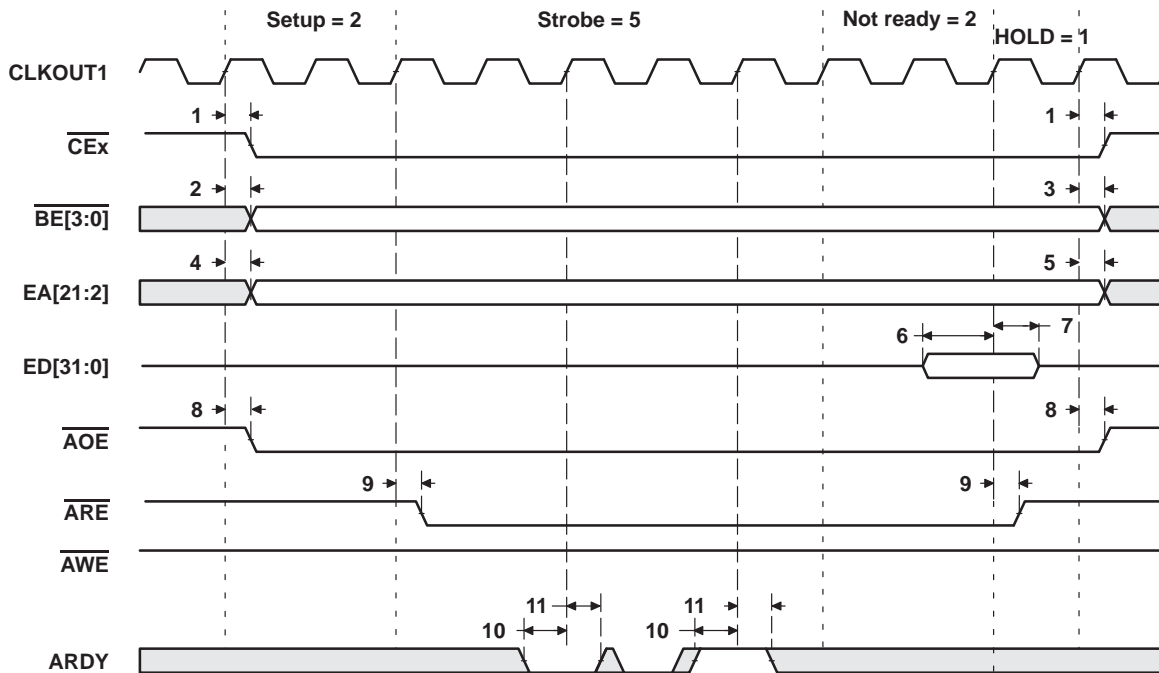 Setup = 2
Strobe = 5
Not ready = 2
HOLD = 1
CLKOUT1
1
1
CEx
2
3
BE[3:0]
4
5
EA[21:2]
6
7
ED[31:0]
8
8
AOE
9
9
ARE
AWE
11
11
10
10
ARDY